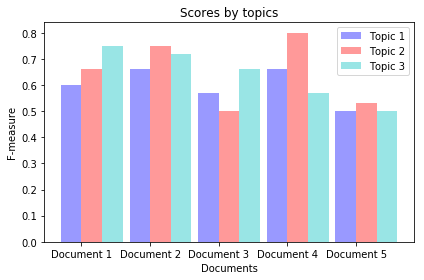 Scores by topics
Topic 1
Topic 2
Topic 3
F-measure
0.8
0.7
0.6
0.5
0.4
0.3
0.2
0.1
0.0
Document 1 Document 2 Document 3 Document 4 Document 5
Documents